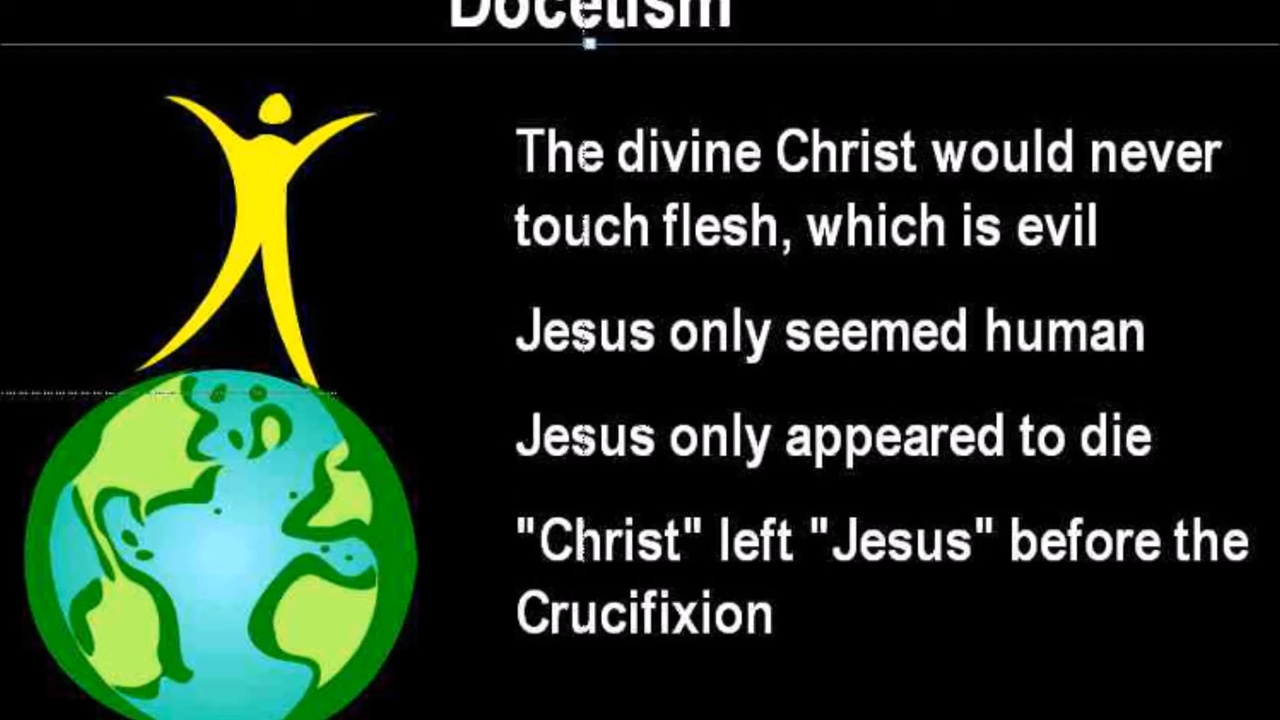 Docetism
The divine Christ would never
touch flesh, which is evil
Jesus only seemed human
Jesus only appeared to die
"Christ" left "Jesus" before the
Crucifixion